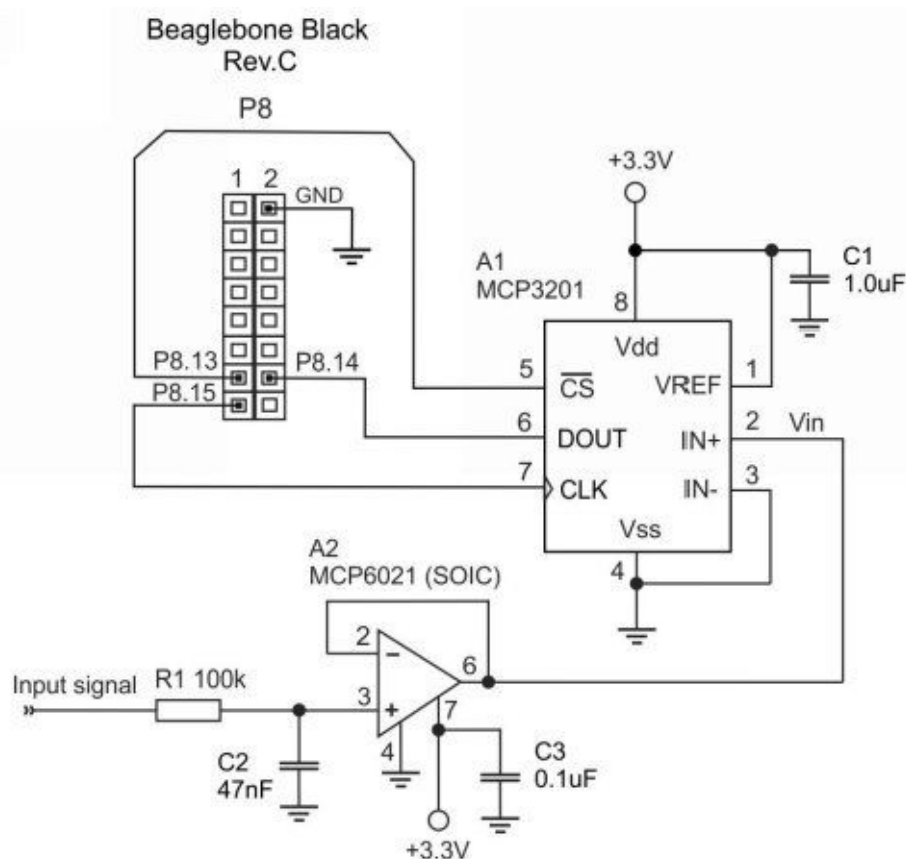 Beaglebone Black
Rev.C
P8
1 2
GND
P8.13
P8.14
P8.15
+3.3V
C1
1.0uF
A1
MCP3201
8
Vdd
5
CS
VREF
1
6
DOUT
IN+
2
Vin
7
CLK
IN-
3
Vss
4
A2
MCP6021 (SOIC)
2
−
6
Input signal
R1 100k
3
+
7
4
C2
47nF
C3
0.1uF
+3.3V